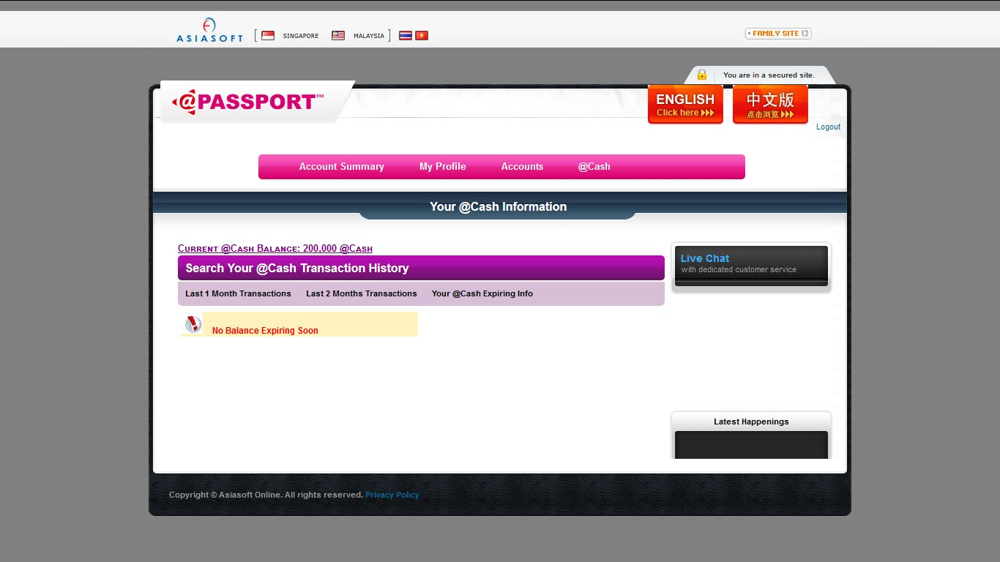 ASIASOFT
[ SINGAPORE MALAYSIA ]
FAMILY SITE
You are in a secured site.
@PASSPORT™
ENGLISH
Click here
中文版
点击浏览
Logout
Account Summary My Profile Accounts @Cash
Your @Cash Information
Current @Cash Balance: 200,000 @Cash
Search Your @Cash Transaction History
Last 1 Month Transactions Last 2 Months Transactions Your @Cash Expiring Info
No Balance Expiring Soon
Live Chat
with dedicated customer service
Latest Happenings
Copyright © Asiasoft Online. All rights reserved. Privacy Policy